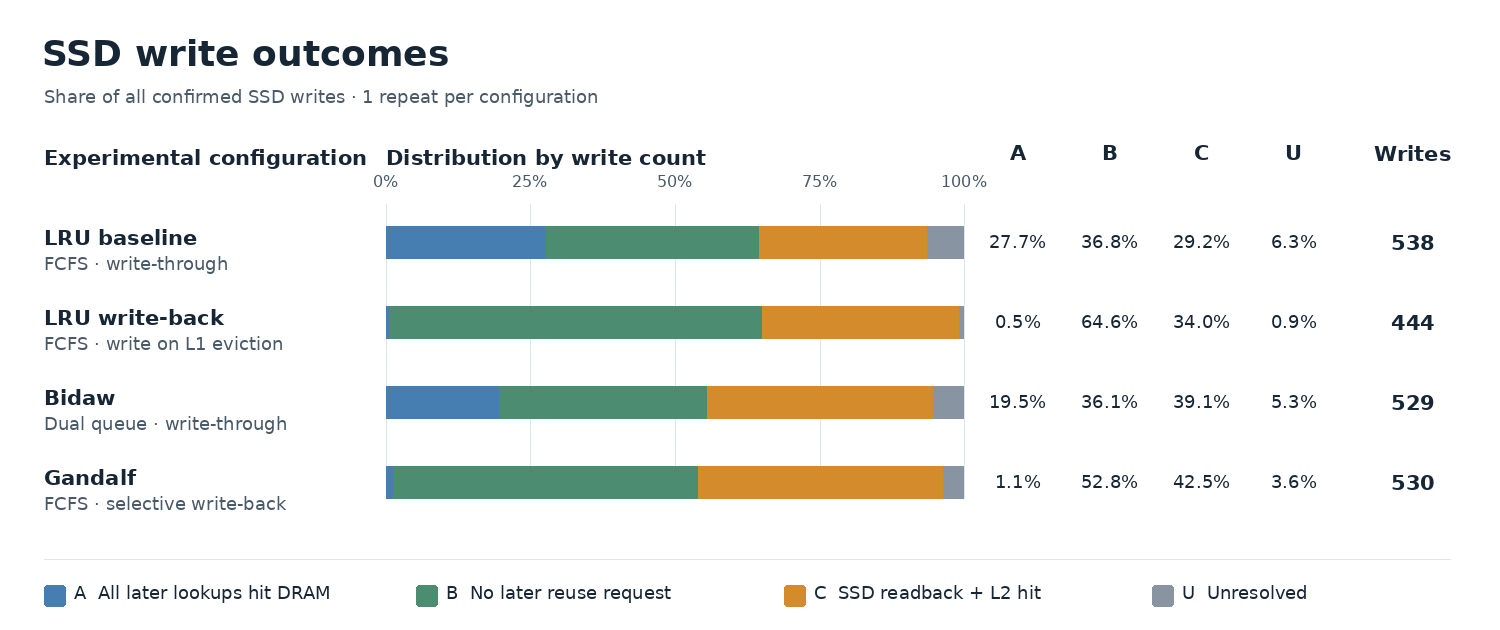 SSD write outcomes
Share of all confirmed SSD writes · 1 repeat per configuration
Experimental configuration Distribution by write count A B C U Writes
0% 25% 50% 75% 100%
LRU baseline
FCFS · write-through
27.7% 36.8% 29.2% 6.3% 538
LRU write-back
FCFS · write on L1 eviction
0.5% 64.6% 34.0% 0.9% 444
Bidaw
Dual queue · write-through
19.5% 36.1% 39.1% 5.3% 529
Gandalf
FCFS · selective write-back
1.1% 52.8% 42.5% 3.6% 530
A All later lookups hit DRAM B No later reuse request C SSD readback + L2 hit U Unresolved